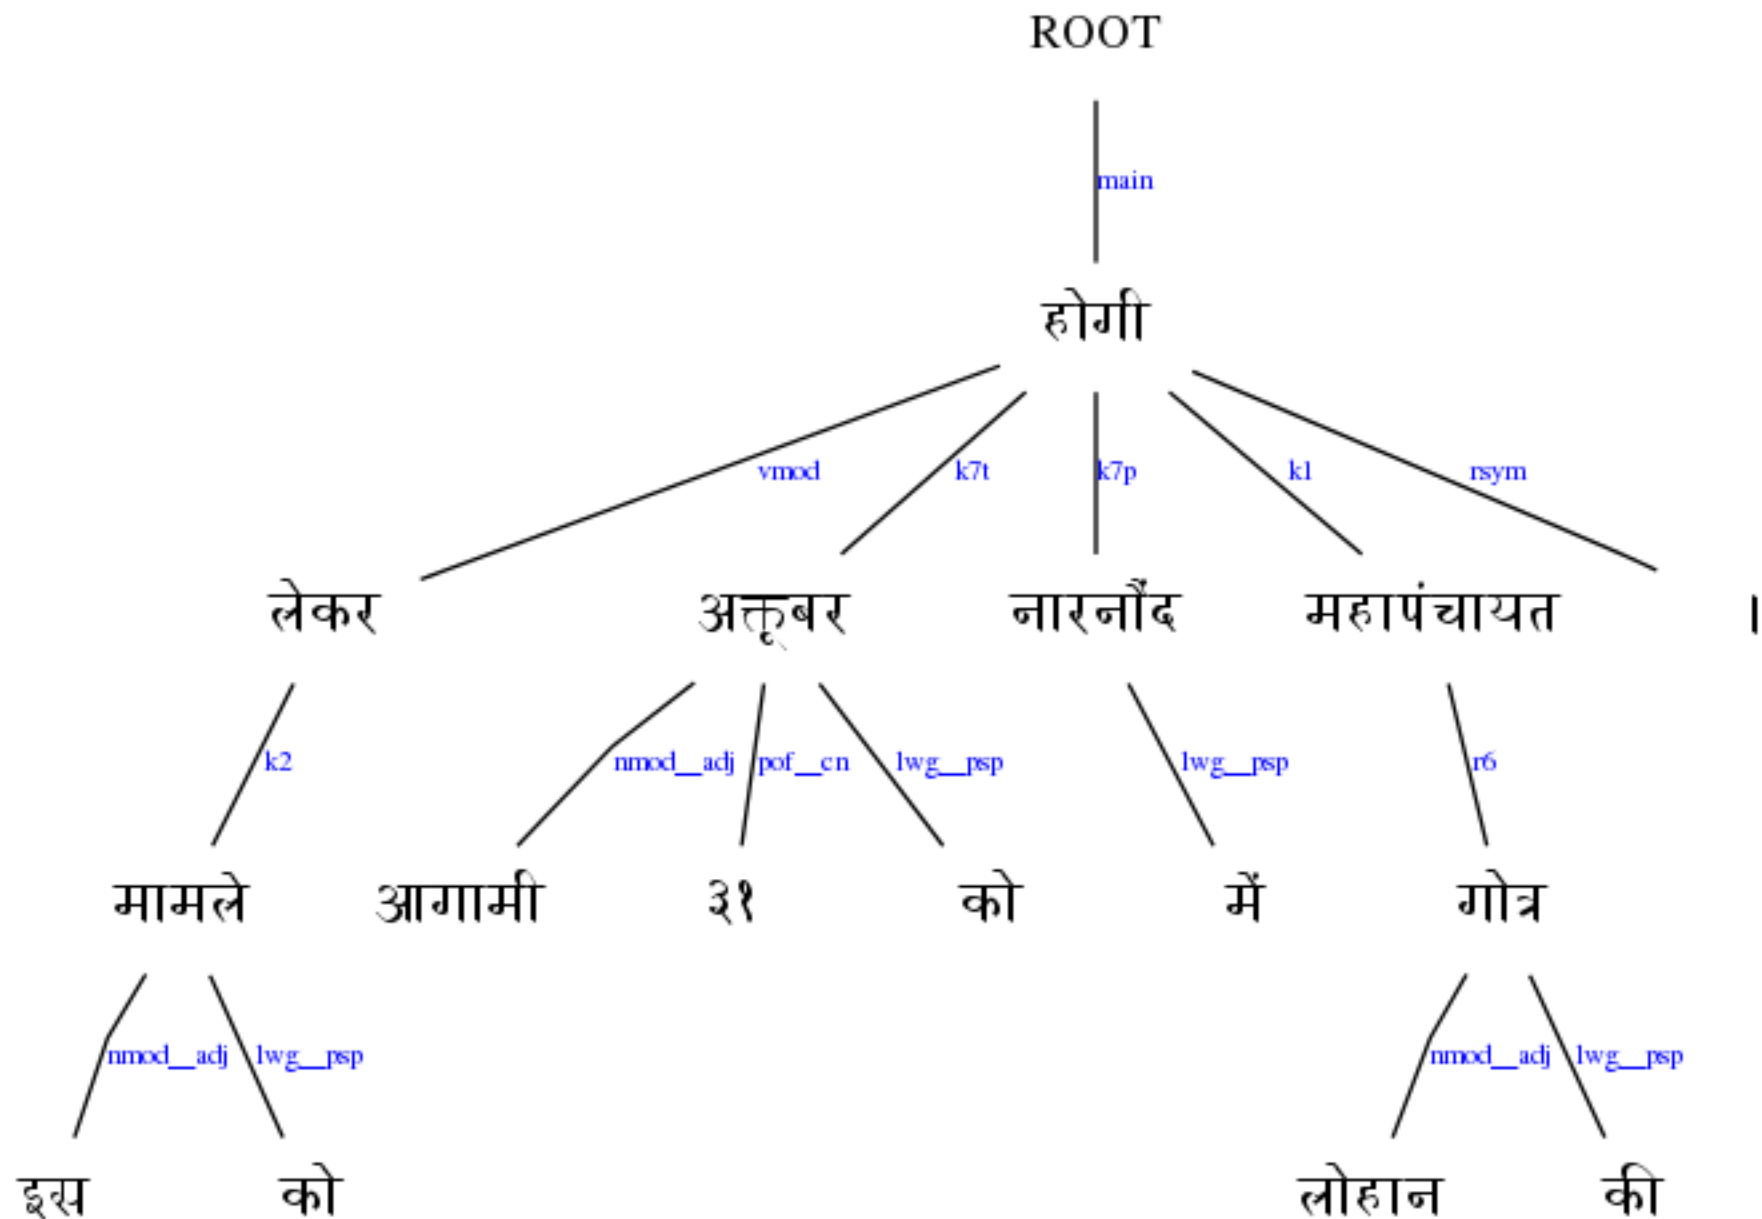 ROOT
main
होगी
vmod k7t k7p k1 rsym
लेकर अक्तूबर नारनौंद महापंचायत ।
k2 nmod__adj pof__cn lwg__psp lwg__psp r6
मामले आगामी ३१ को में गोत्र
nmod__adj lwg__psp nmod__adj lwg__psp
इस को लोहान की